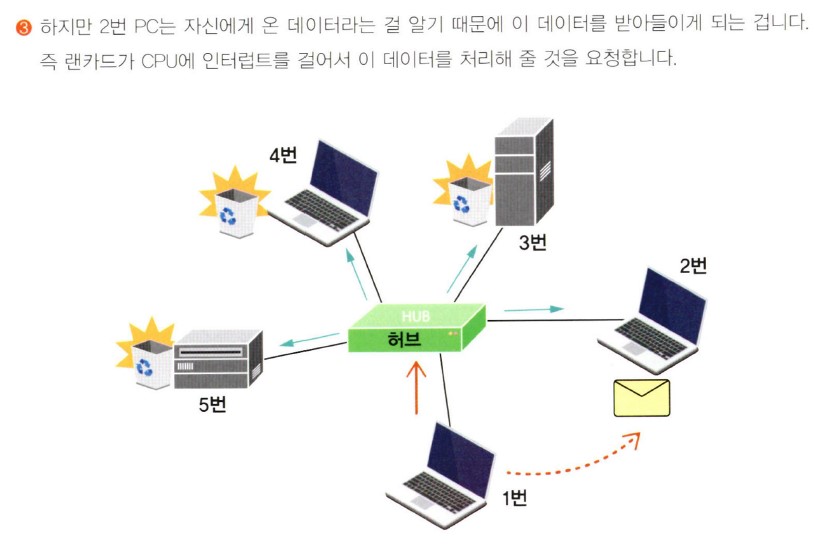 ❸ 하지만 2번 PC는 자신에게 온 데이터라는 걸 알기 때문에 이 데이터를 받아들이게 되는 겁니다.
즉 랜카드가 CPU에 인터럽트를 걸어서 이 데이터를 처리해 줄 것을 요청합니다.
4번
3번
2번
HUB
허브
5번
1번